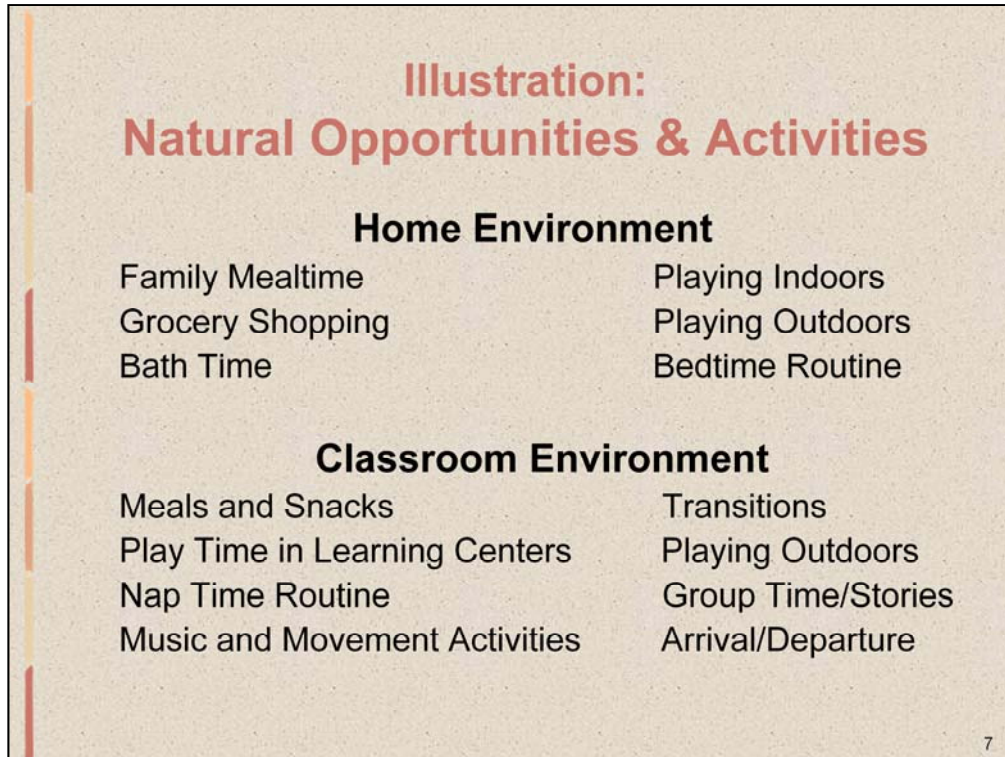 Illustration:
Natural Opportunities & Activities
Home Environment
Family Mealtime Playing Indoors
Grocery Shopping Playing Outdoors
Bath Time Bedtime Routine
Classroom Environment
Meals and Snacks Transitions
Play Time in Learning Centers Playing Outdoors
Nap Time Routine Group Time/Stories
Music and Movement Activities Arrival/Departure
7